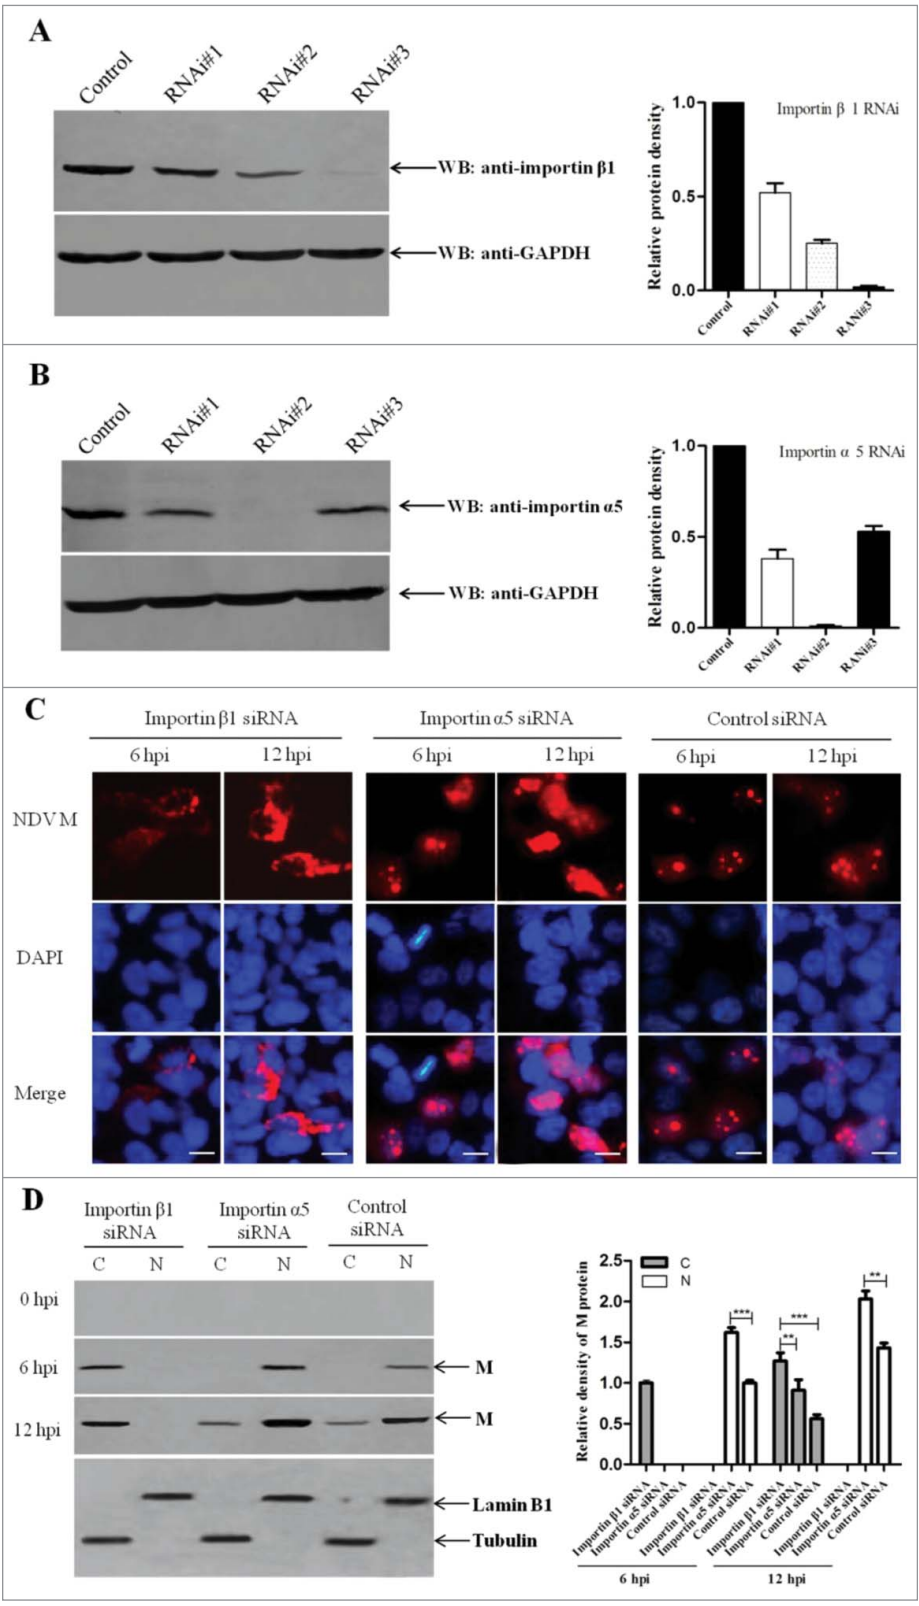 A
Control
RNAi#1
RNAi#2
RNAi#3
WB: anti-importin β1
WB: anti-GAPDH
Relative protein density
1.0
0.5
0.0
Importin β 1 RNAi
Control
RNAi#1
RNAi#2
RANi#3
B
Control
RNAi#1
RNAi#2
RNAi#3
WB: anti-importin α5
WB: anti-GAPDH
Relative protein density
1.0
0.5
0.0
Importin α 5 RNAi
Control
RNAi#1
RNAi#2
RANi#3
C
Importin β1 siRNA
Importin α5 siRNA
Control siRNA
6 hpi
12 hpi
6 hpi
12 hpi
6 hpi
12 hpi
NDV M
DAPI
Merge
D
Importin β1
siRNA
Importin α5
siRNA
Control
siRNA
C
N
C
N
C
N
0 hpi
6 hpi
M
12 hpi
M
Lamin B1
Tubulin
Relative density of M protein
2.5
2.0
1.5
1.0
0.5
0.0
C
N
***
**
***
**
Importin β1 siRNA
Importin α5 siRNA
Control siRNA
Importin β1 siRNA
Importin α5 siRNA
Control siRNA
Importin β1 siRNA
Importin α5 siRNA
Control siRNA
Importin β1 siRNA
Importin α5 siRNA
Control siRNA
6 hpi
12 hpi